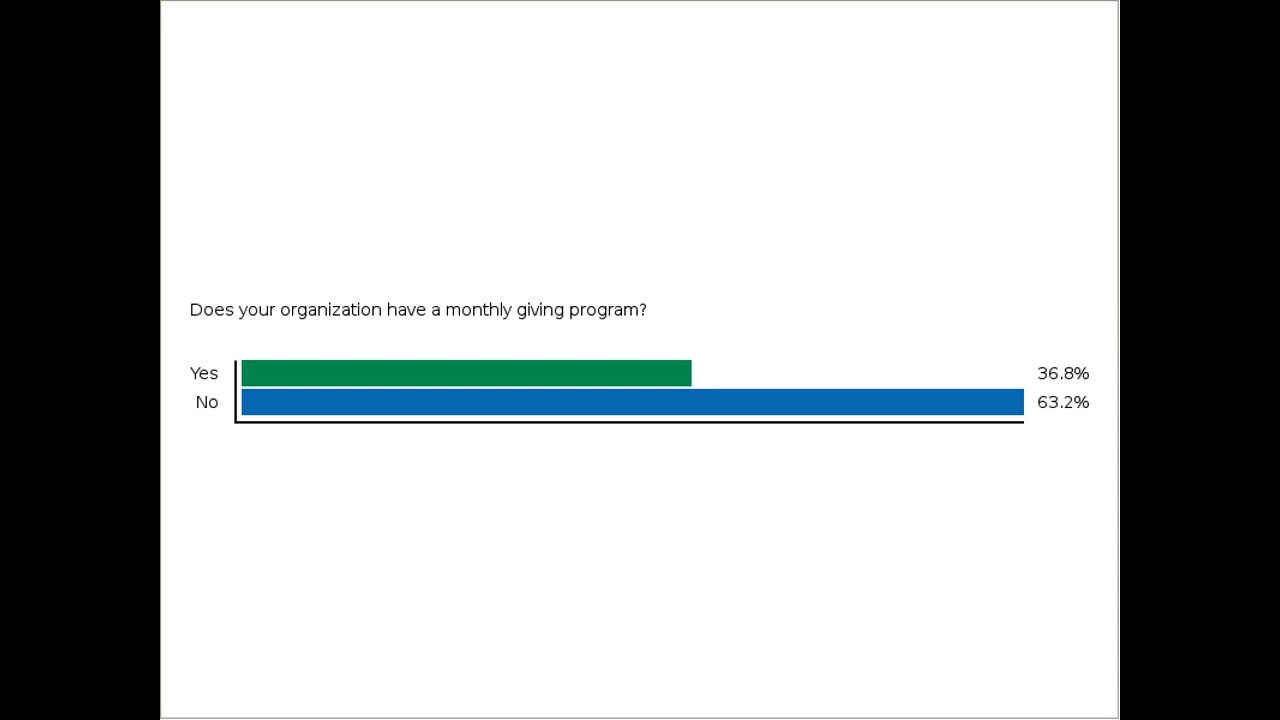 Does your organization have a monthly giving program?
Yes 36.8%
No 63.2%